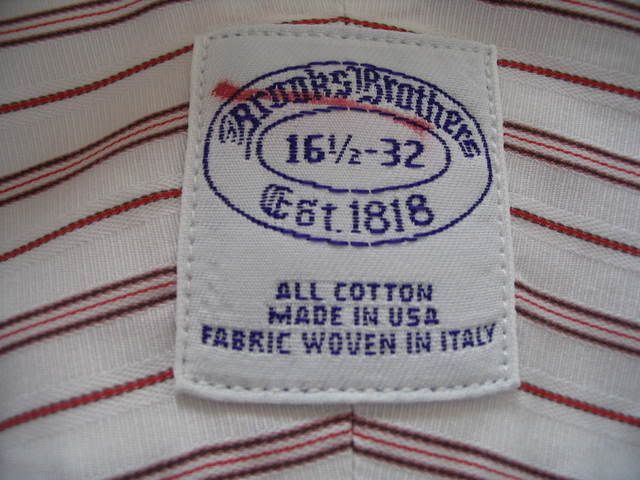 Brooks Brothers
16½-32
Est. 1818
ALL COTTON
MADE IN USA
FABRIC WOVEN IN ITALY